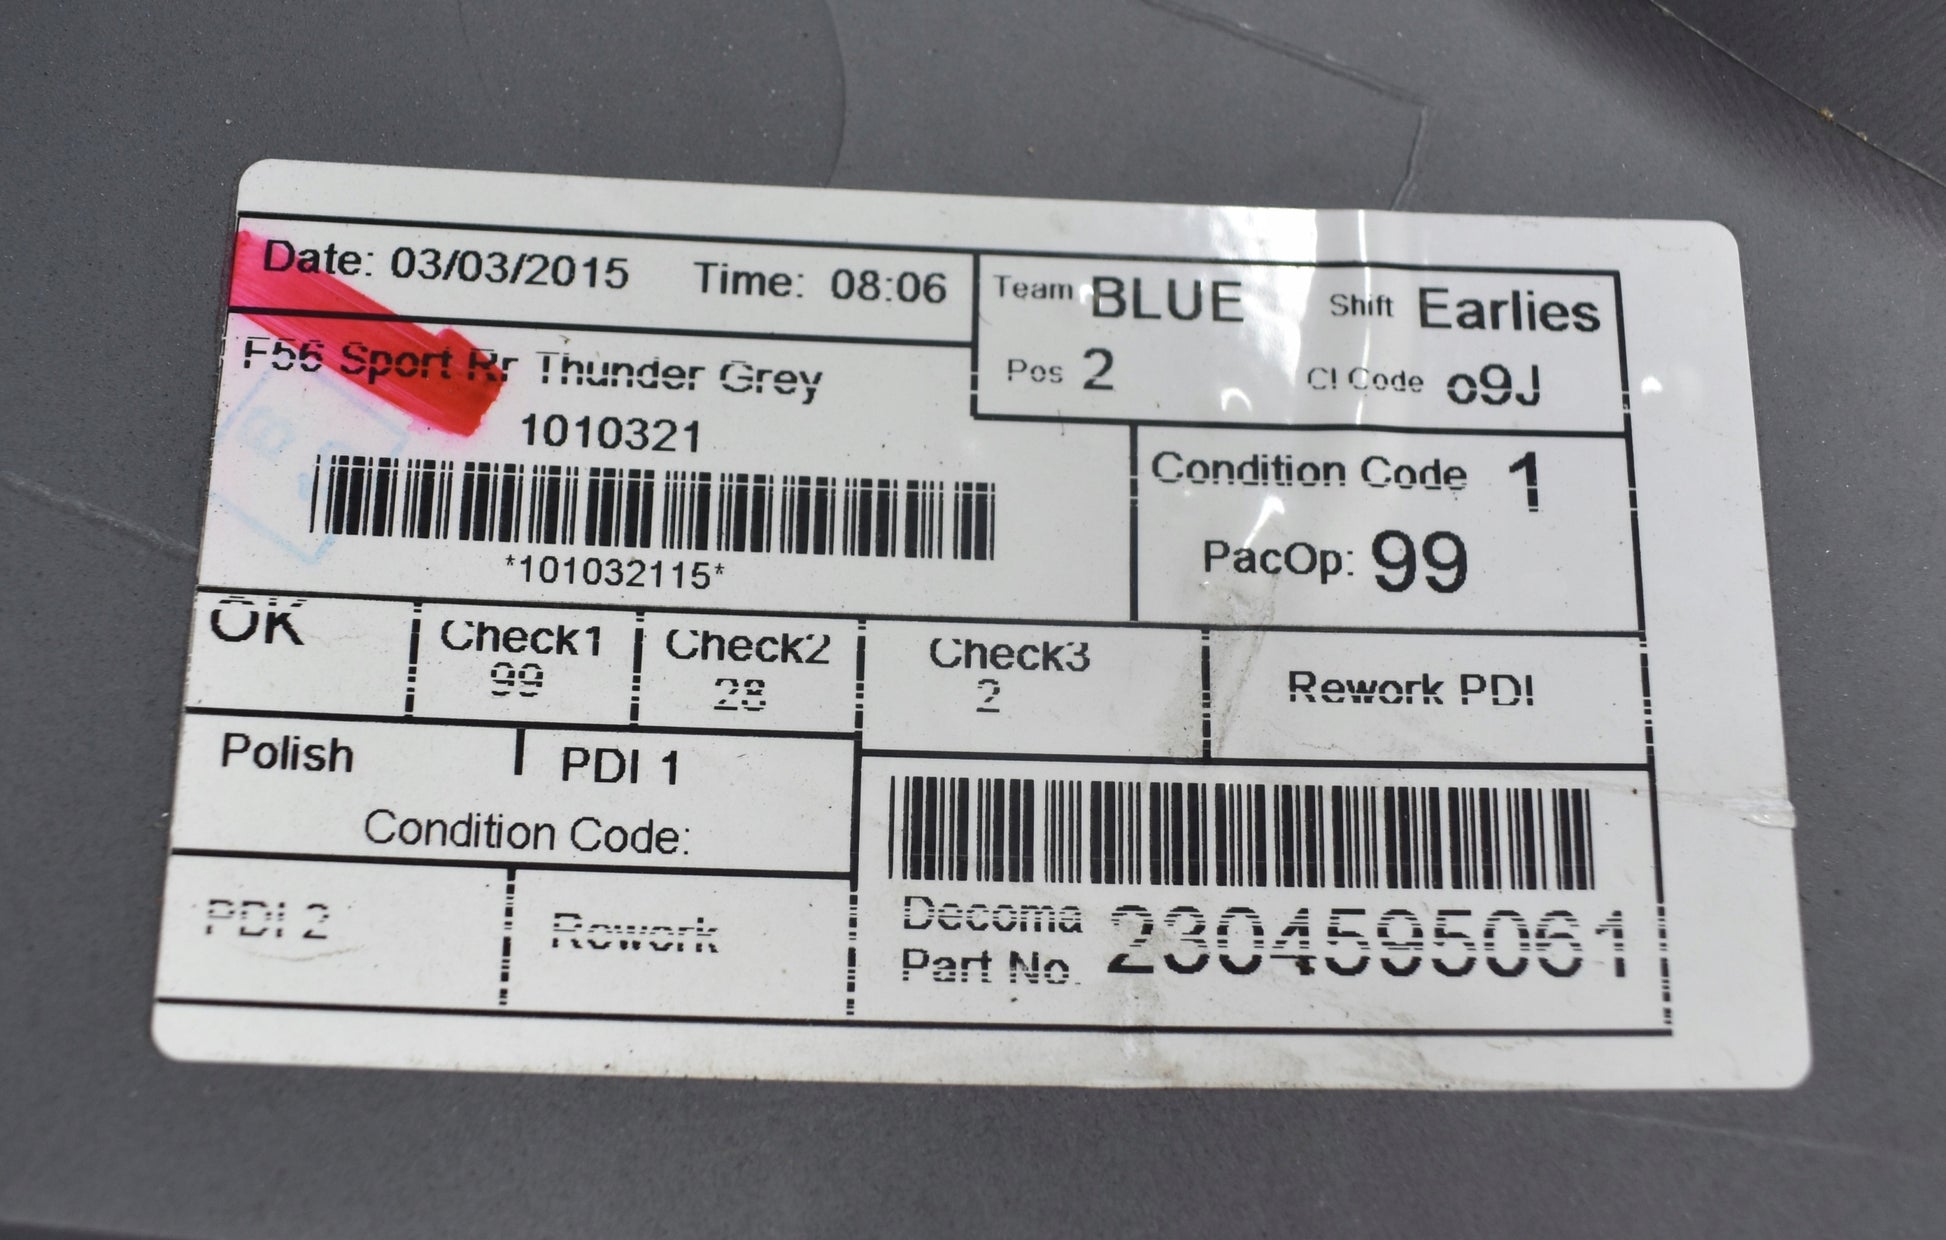 Date: 03/03/2015 Time: 08:06
Team BLUE Shift Earlies
Pos 2 CI Code o9J
F56 Sport Rr Thunder Grey
1010321
*101032115*
Condition Code 1
PacOp: 99
OK Check1 Check2 Check3 Rework PDI
99 28 2
Polish PDI 1
Condition Code:
PDI 2 Rework
Decoma
Part No. 2304595061